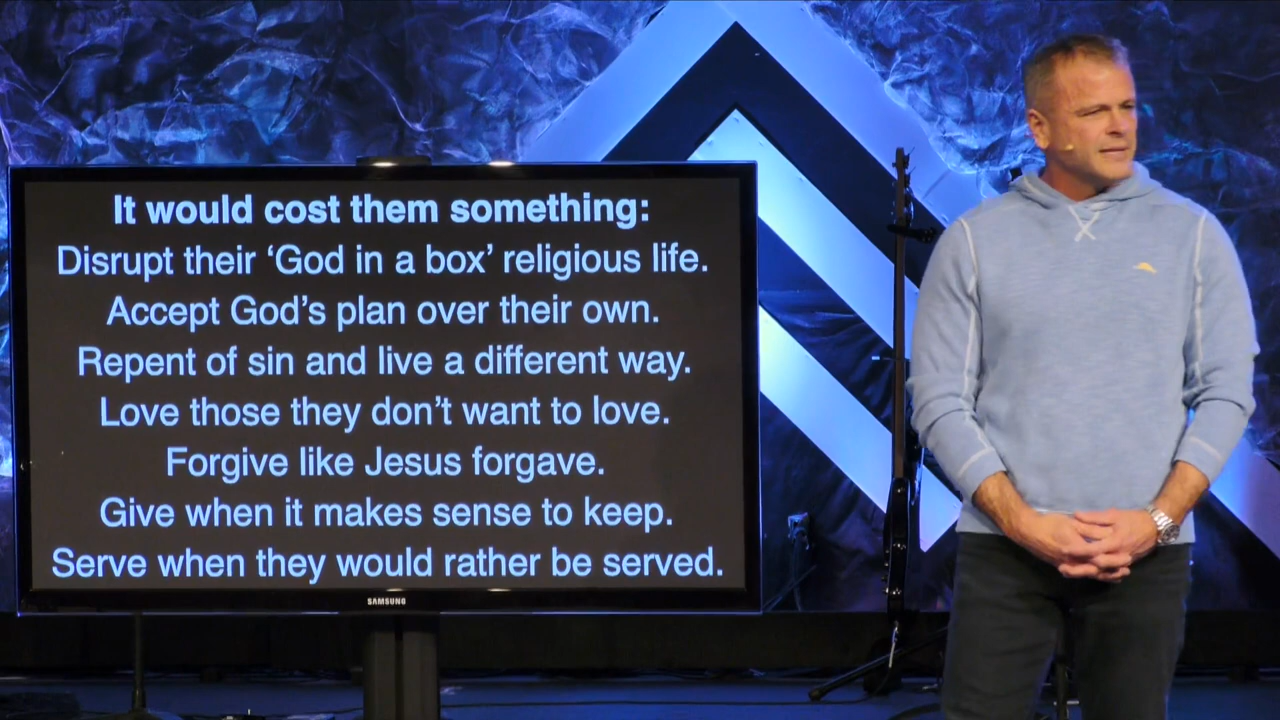 It would cost them something:
Disrupt their ‘God in a box’ religious life.
Accept God’s plan over their own.
Repent of sin and live a different way.
Love those they don’t want to love.
Forgive like Jesus forgave.
Give when it makes sense to keep.
Serve when they would rather be served.
SAMSUNG